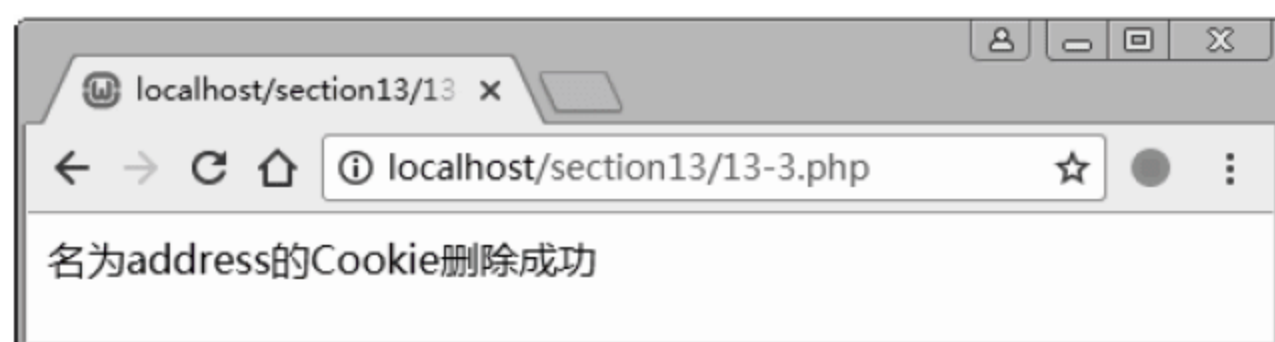 localhost/section13/13
localhost/section13/13-3.php
名为address的Cookie删除成功